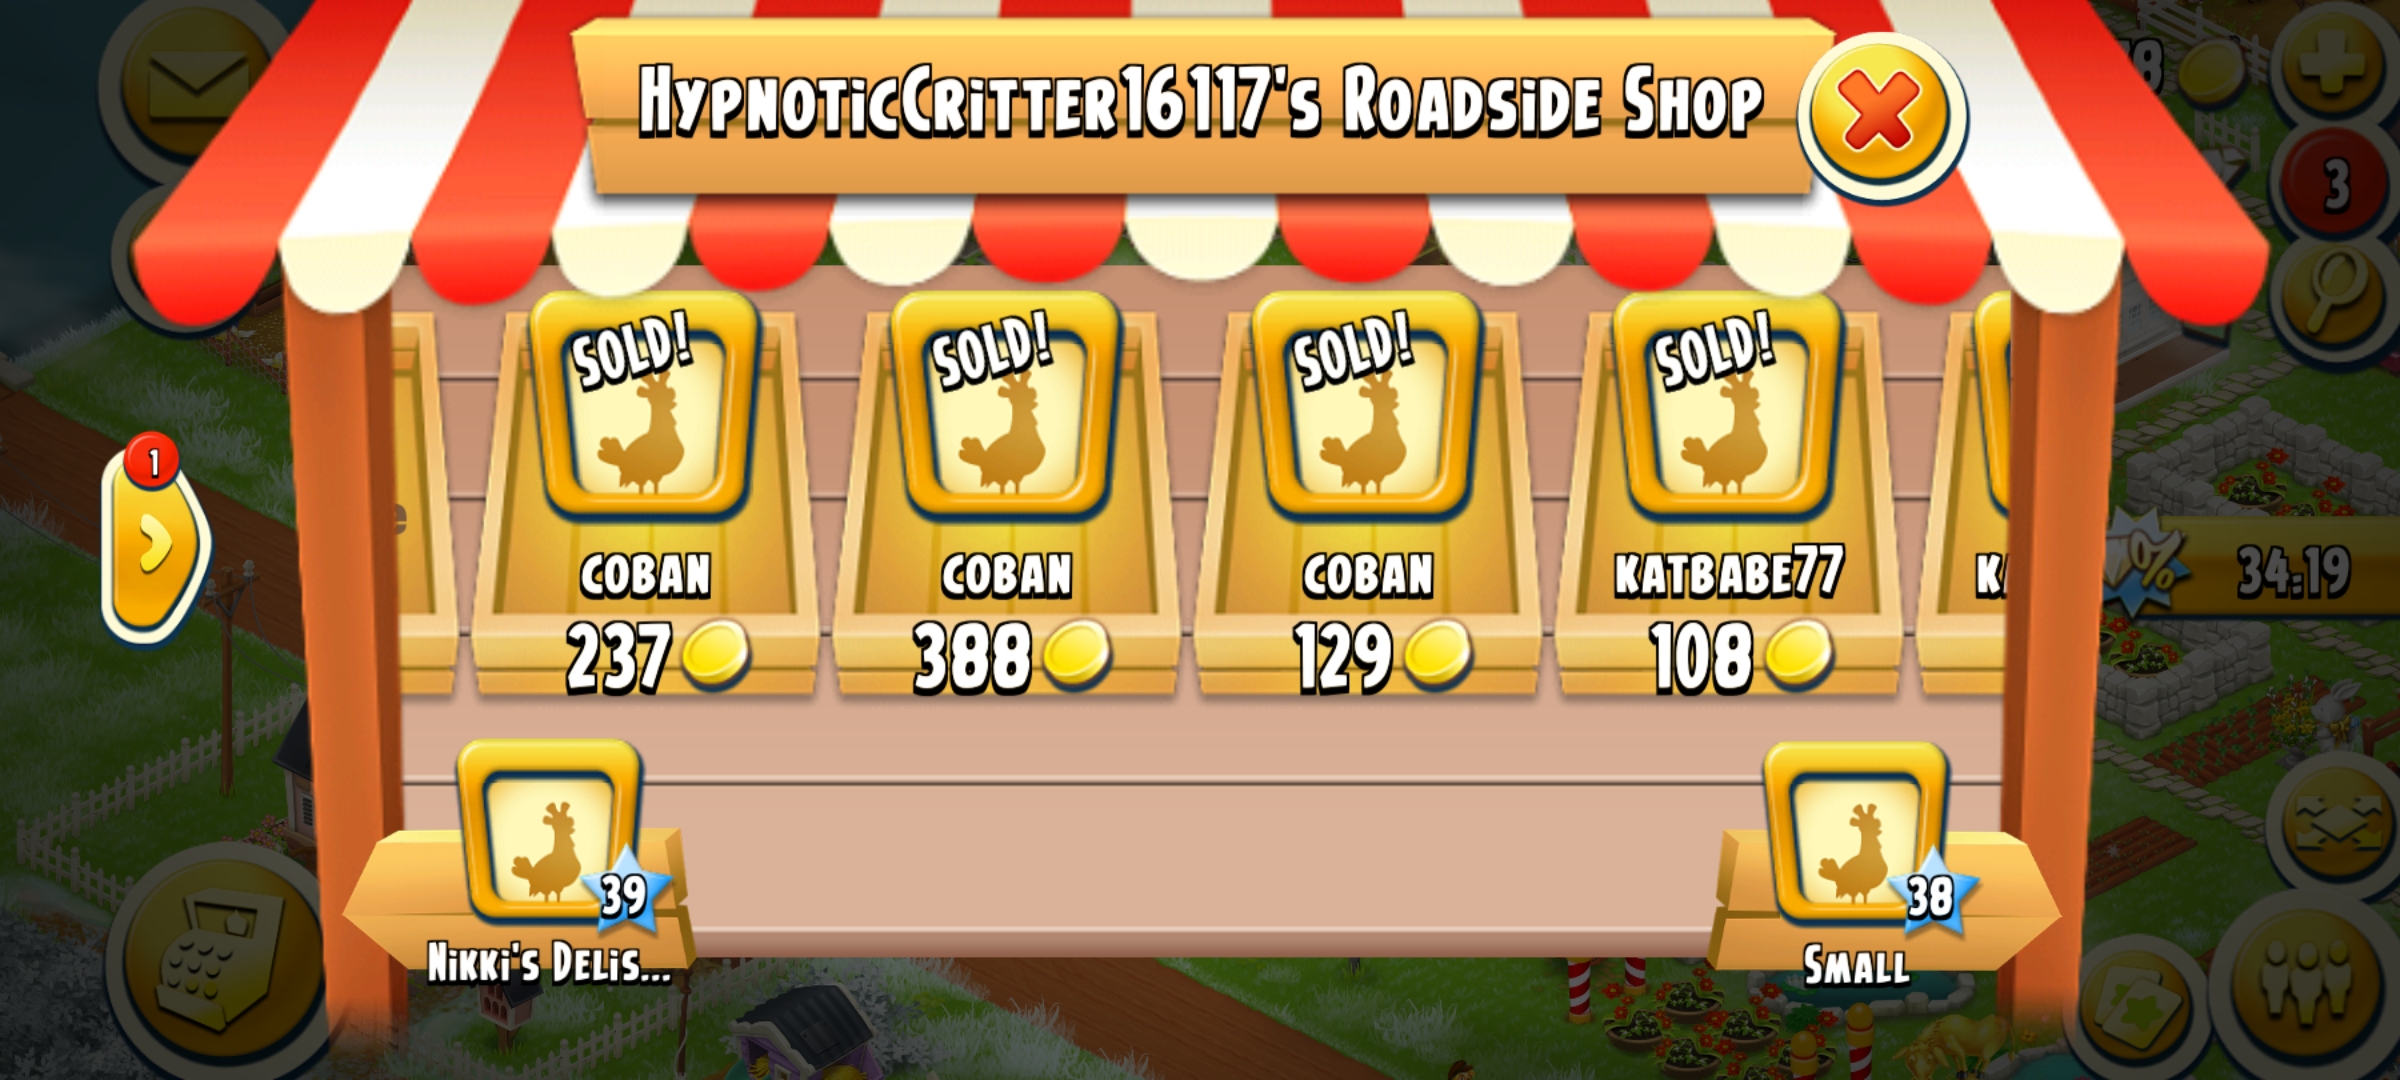 HypnoticCritter16117's Roadside Shop
3
1
SOLD! SOLD! SOLD! SOLD!
COBAN COBAN COBAN KATBABE77
237 388 129 108
34:19
39
Nikki's Delis...
38
Small